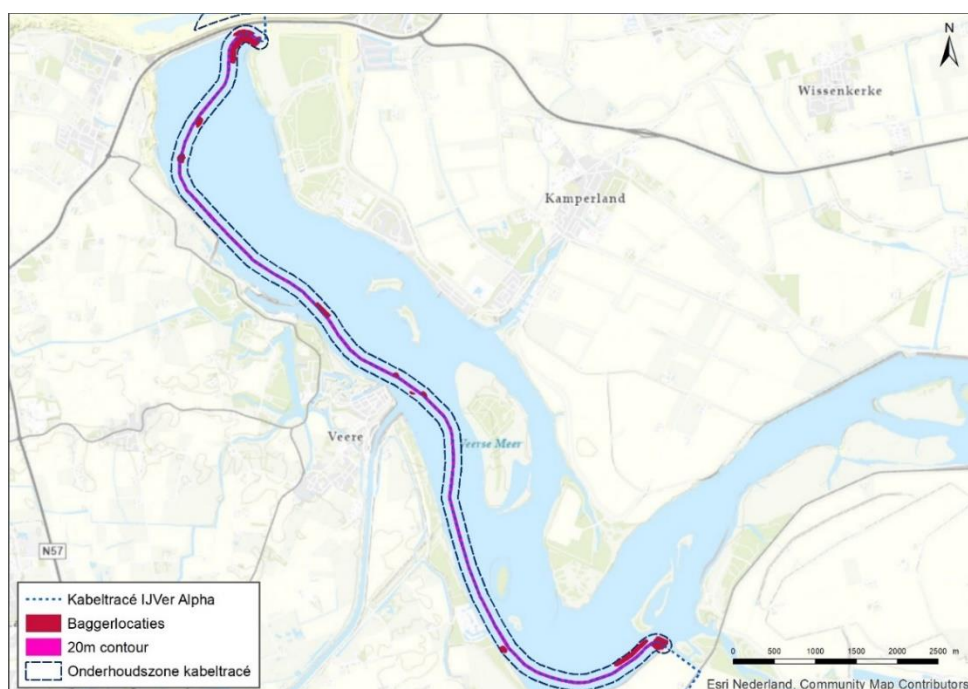 N
Wissenkerke
Kamperland
Veere
Veerse Meer
N57
Kabeltracé IJVer Alpha
Baggerlocaties
20m contour
Onderhoudszone kabeltracé
0 500 1000 1500 2000 2500 m
Esri Nederland, Community Map Contributors